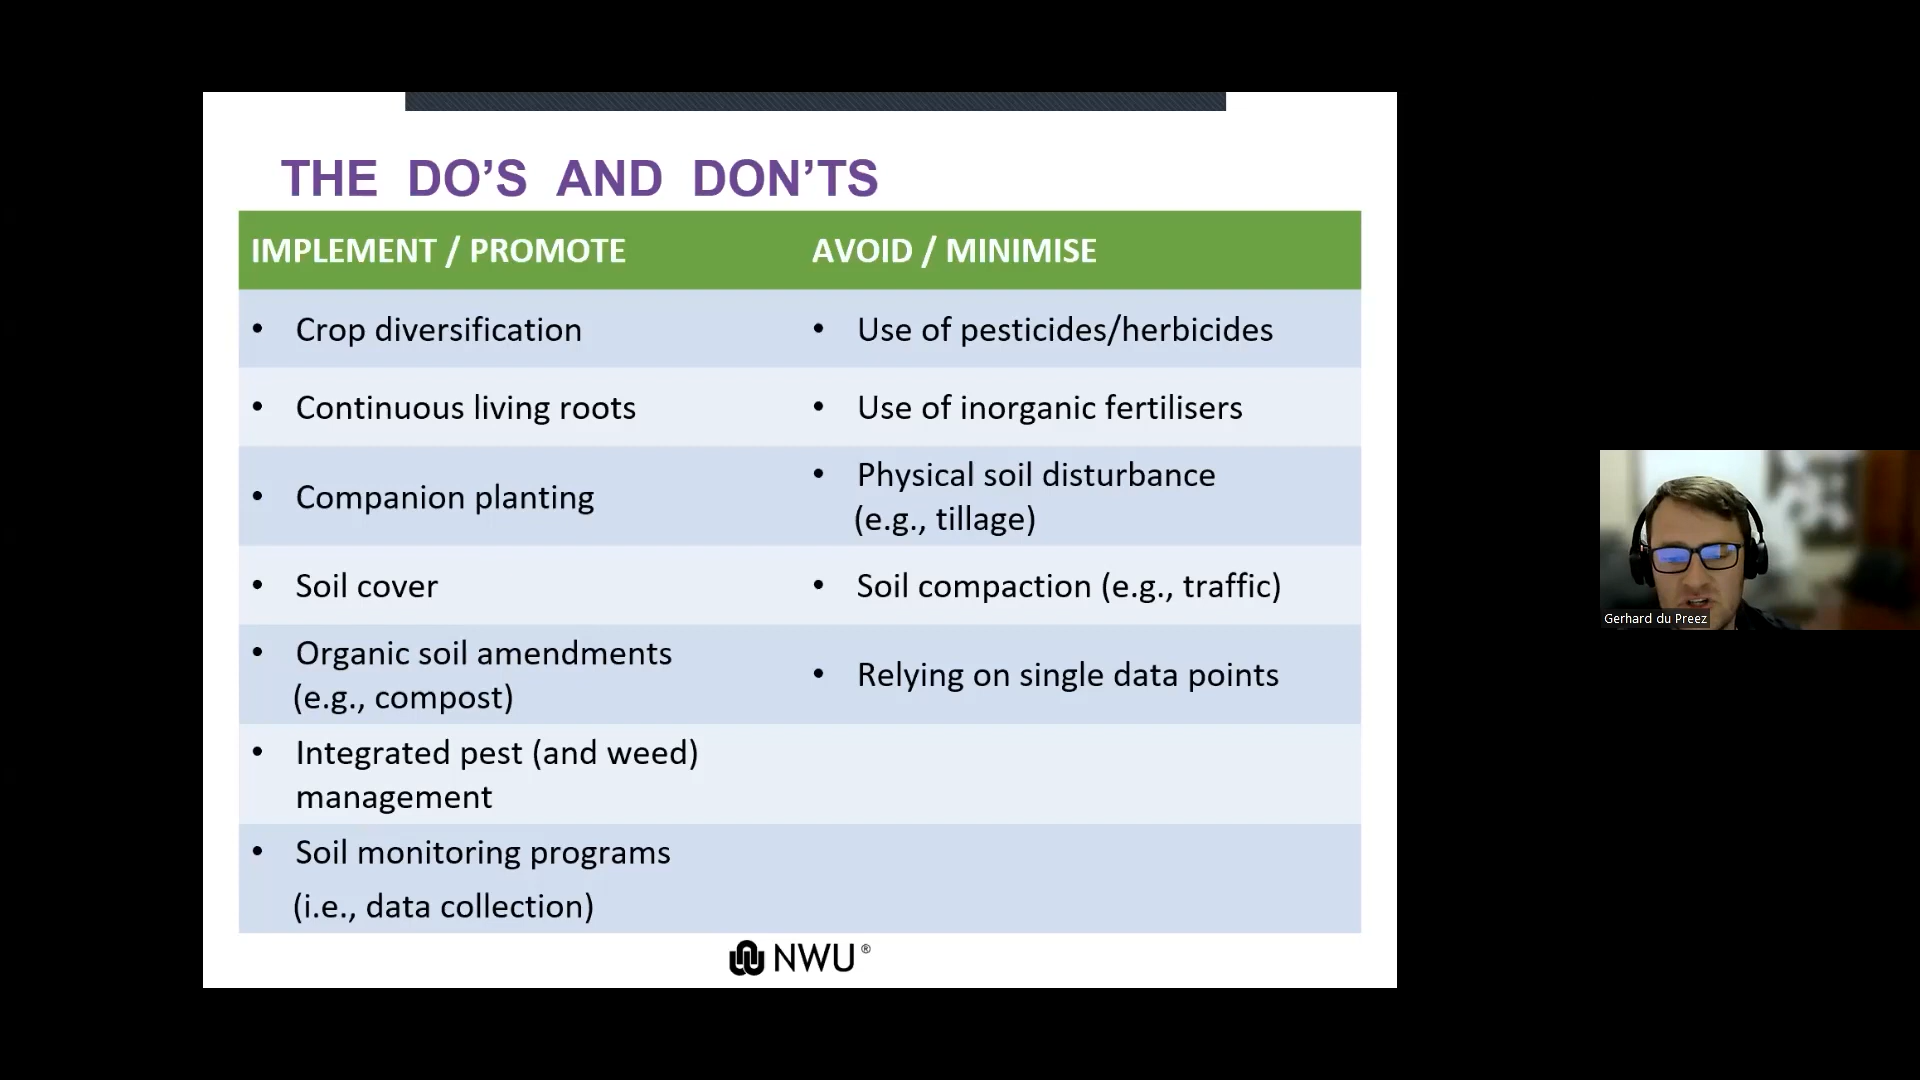 THE DO’S AND DON’TS
IMPLEMENT / PROMOTE
AVOID / MINIMISE
• Crop diversification
• Use of pesticides/herbicides
• Continuous living roots
• Use of inorganic fertilisers
• Companion planting
• Physical soil disturbance
(e.g., tillage)
• Soil cover
• Soil compaction (e.g., traffic)
• Organic soil amendments
(e.g., compost)
• Relying on single data points
• Integrated pest (and weed)
management
• Soil monitoring programs
(i.e., data collection)
NWU®
Gerhard du Preez